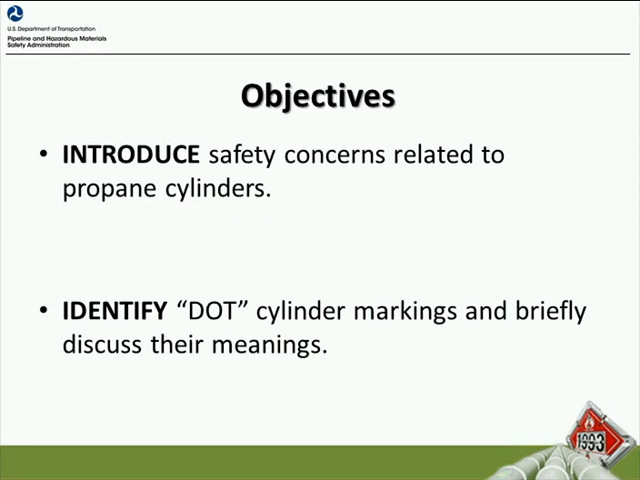 U.S. Department of Transportation
Pipeline and Hazardous Materials
Safety Administration
Objectives
• INTRODUCE safety concerns related to
propane cylinders.
• IDENTIFY “DOT” cylinder markings and briefly
discuss their meanings.
1993